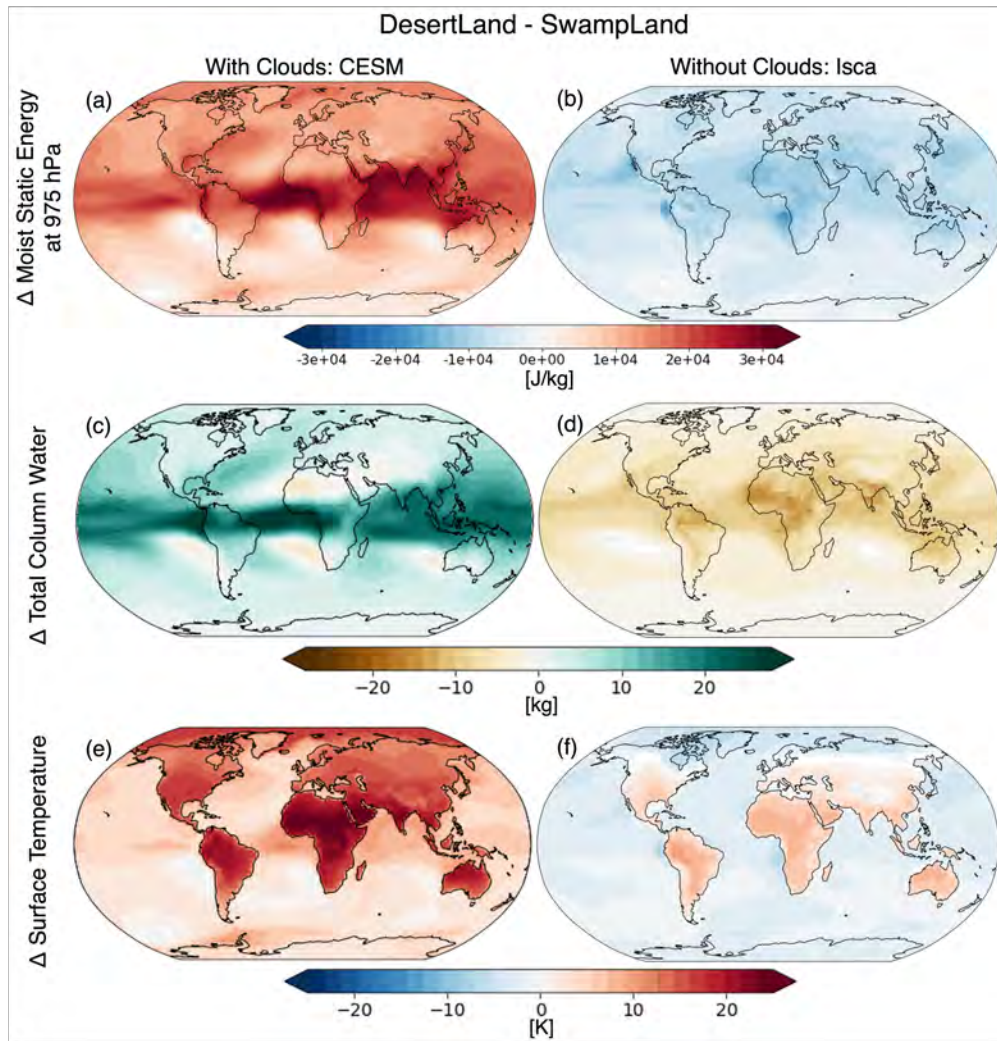 DesertLand - SwampLand
With Clouds: CESM
Without Clouds: Isca
(a)
(b)
Δ Moist Static Energy
at 975 hPa
-3e+04 -2e+04 -1e+04 0e+00 1e+04 2e+04 3e+04
[J/kg]
(c)
(d)
Δ Total Column Water
−20 −10 0 10 20
[kg]
(e)
(f)
Δ Surface Temperature
−20 −10 0 10 20
[K]